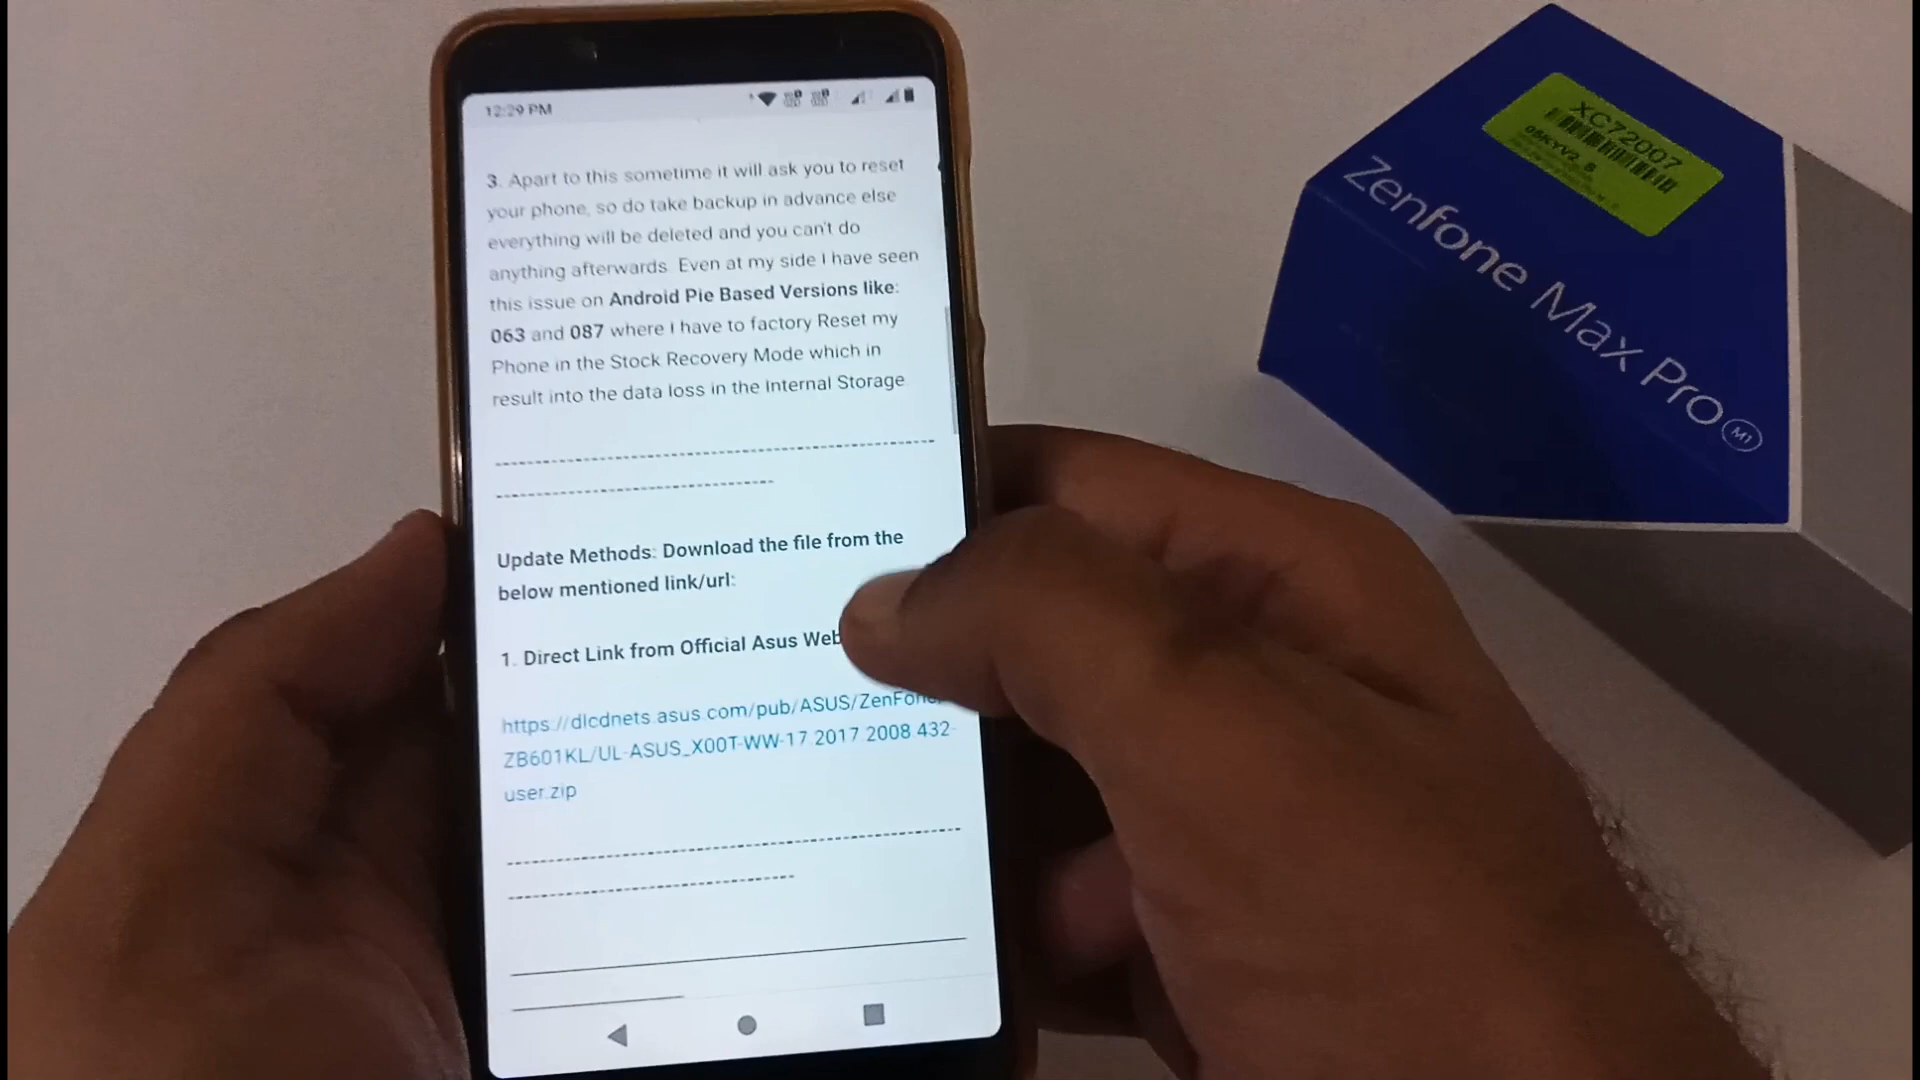 12:29 PM
3. Apart to this sometime it will ask you to reset
your phone, so do take backup in advance else
everything will be deleted and you can't do
anything afterwards. Even at my side I have seen
this issue on Android Pie Based Versions like:
063 and 087 where I have to factory Reset my
Phone in the Stock Recovery Mode which in
result into the data loss in the Internal Storage
Update Methods: Download the file from the
below mentioned link/url:
1. Direct Link from Official Asus Web
https://dlcdnets.asus.com/pub/ASUS/ZenFone
ZB601KL/UL-ASUS_X00T-WW-17.2017.2008.432-
user.zip
XC72007
Zenfone Max Pro M1